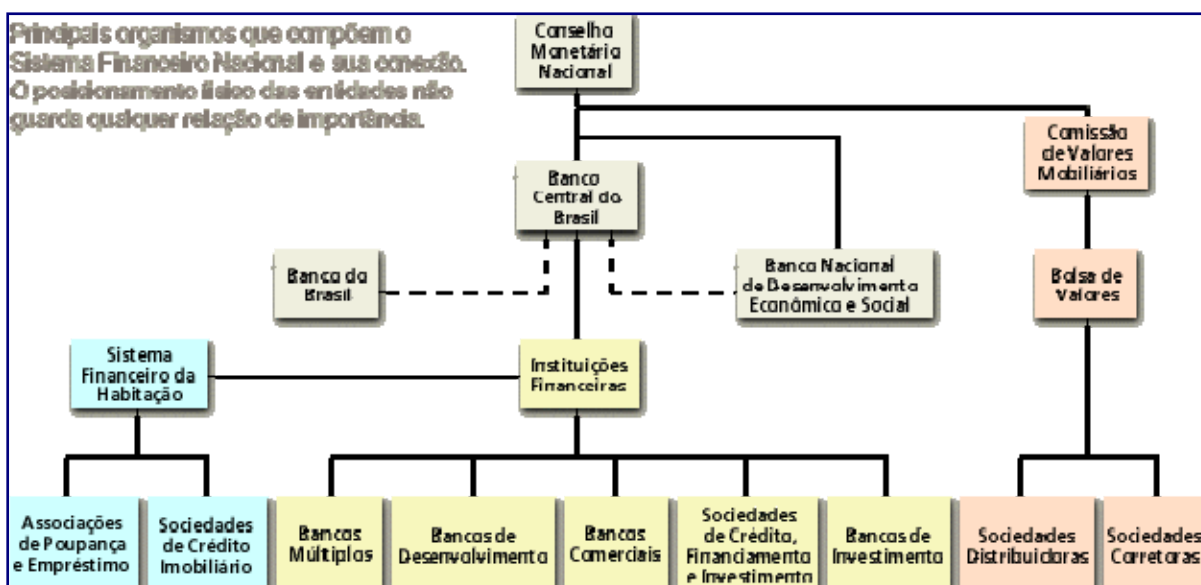 Principais organismos que compõem o
Sistema Financeiro Nacional e sua conexão.
O posicionamento físico das entidades não
guarda qualquer relação de importância.
Conselho
Monetário
Nacional
Comissão
de Valores
Mobiliários
Banco
Central do
Brasil
Banco do
Brasil
Banco Nacional
de Desenvolvimento
Econômico e Social
Bolsa de
Valores
Sistema
Financeiro da
Habitação
Instituições
Financeiras
Associações
de Poupança
e Empréstimo
Sociedades
de Crédito
Imobiliário
Bancos
Múltiplos
Bancos de
Desenvolvimento
Bancos
Comerciais
Sociedades
de Crédito,
Financiamento
e Investimento
Bancos de
Investimento
Sociedades
Distribuidoras
Sociedades
Corretoras